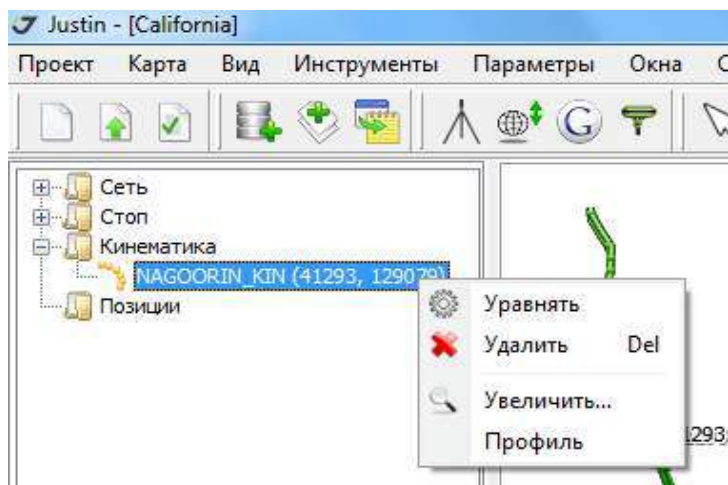 Justin - [California]
Проект Карта Вид Инструменты Параметры Окна
Сеть
Стоп
Кинематика
NAGOORIN_KIN (41293, 129079)
Позиции
Уравнять
Удалить Del
Увеличить...
Профиль
1293